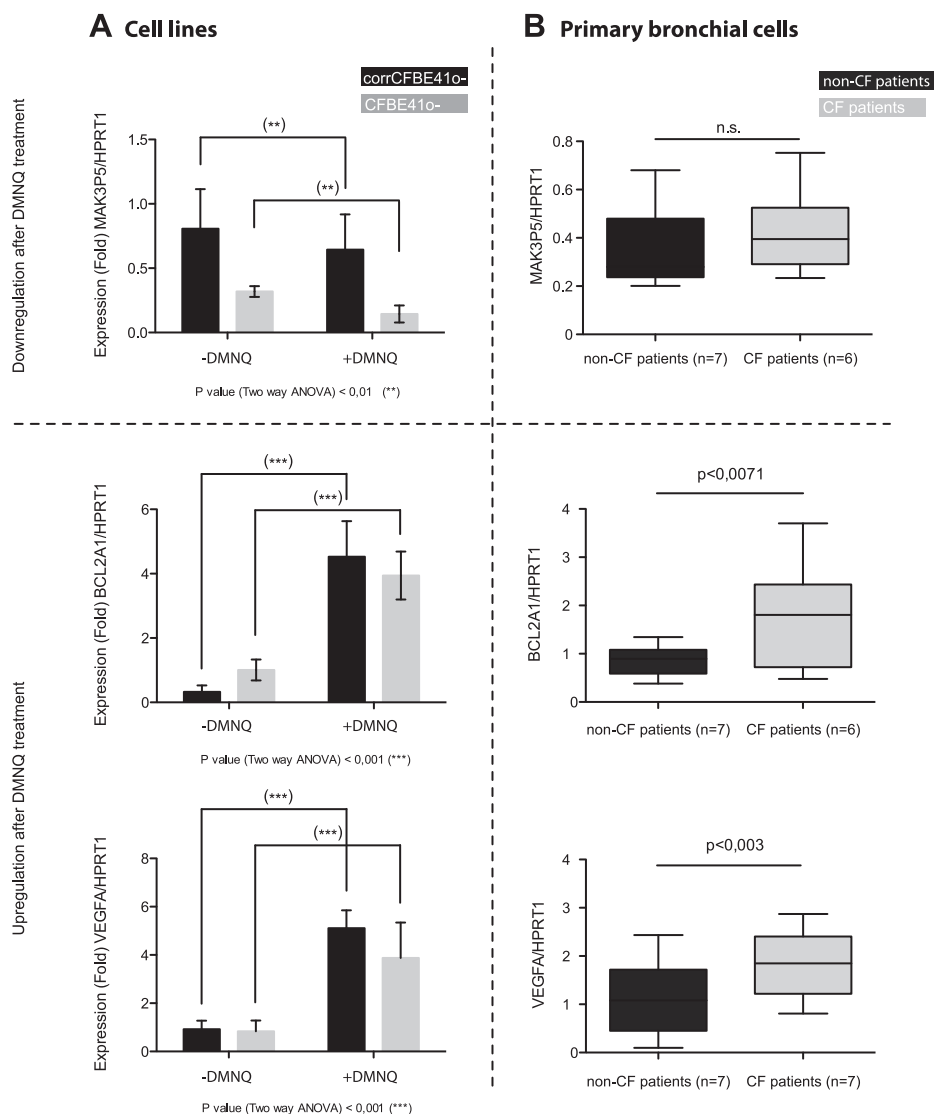 A Cell lines
B Primary bronchial cells
corrCFBE41o-
CFBE41o-
non-CF patients
CF patients
Downregulation after DMNQ treatment
Expression (Fold) MAK3P5/HPRT1
1.5
1.0
0.5
0.0
(**)
(**)
-DMNQ
+DMNQ
P value (Two way ANOVA) < 0,01 (**)
MAK3P5/HPRT1
0.8
0.6
0.4
0.2
0
n.s.
non-CF patients (n=7)
CF patients (n=6)
Upregulation after DMNQ treatment
Expression (Fold) BCL2A1/HPRT1
6
4
2
0
(***)
(***)
-DMNQ
+DMNQ
P value (Two way ANOVA) < 0,001 (***)
BCL2A1/HPRT1
4
3
2
1
0
p<0,0071
non-CF patients (n=7)
CF patients (n=6)
Expression (Fold) VEGFA/HPRT1
8
6
4
2
0
(***)
(***)
-DMNQ
+DMNQ
P value (Two way ANOVA) < 0,001 (***)
VEGFA/HPRT1
4
3
2
1
0
p<0,003
non-CF patients (n=7)
CF patients (n=7)